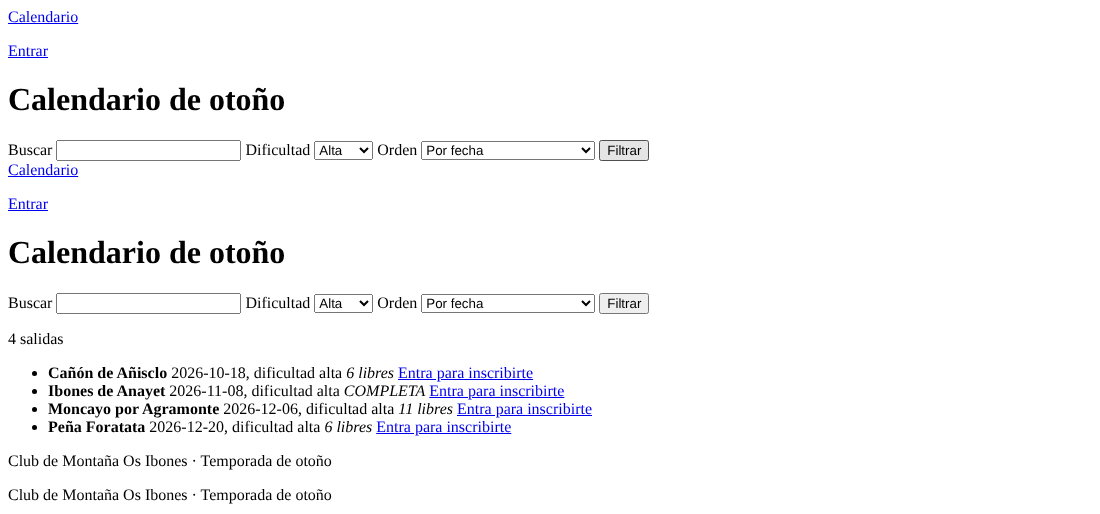 Calendario
Entrar
Calendario de otoño
Buscar Dificultad Alta Orden Por fecha Filtrar
Calendario
Entrar
Calendario de otoño
Buscar Dificultad Alta Orden Por fecha Filtrar
4 salidas
Cañón de Añisclo 2026-10-18, dificultad alta 6 libres Entra para inscribirte
Ibones de Anayet 2026-11-08, dificultad alta COMPLETA Entra para inscribirte
Moncayo por Agramonte 2026-12-06, dificultad alta 11 libres Entra para inscribirte
Peña Foratata 2026-12-20, dificultad alta 6 libres Entra para inscribirte
Club de Montaña Os Ibones · Temporada de otoño
Club de Montaña Os Ibones · Temporada de otoño